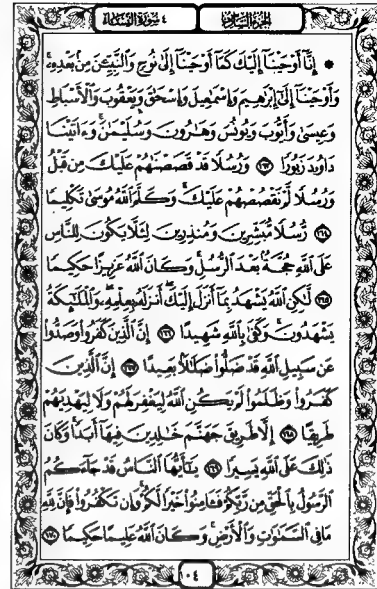 الجزء السادس
٤ سورة النساء
۞ إِنَّآ أَوْحَيْنَآ إِلَيْكَ كَمَآ أَوْحَيْنَآ إِلَىٰ نُوحٍ وَٱلنَّبِيِّۦنَ مِنۢ بَعْدِهِۦۚ
وَأَوْحَيْنَآ إِلَىٰٓ إِبْرَٰهِيمَ وَإِسْمَٰعِيلَ وَإِسْحَٰقَ وَيَعْقُوبَ وَٱلْأَسْبَاطِ
وَعِيسَىٰ وَأَيُّوبَ وَيُونُسَ وَهَٰرُونَ وَسُلَيْمَٰنَۚ وَءَاتَيْنَا
دَاوُۥدَ زَبُورًا ١٦٣ وَرُسُلًا قَدْ قَصَصْنَٰهُمْ عَلَيْكَ مِن قَبْلُ
وَرُسُلًا لَّمْ نَقْصُصْهُمْ عَلَيْكَۚ وَكَلَّمَ ٱللَّهُ مُوسَىٰ تَكْلِيمًا
١٦٤ رُّسُلًا مُّبَشِّرِينَ وَمُنذِرِينَ لِئَلَّا يَكُونَ لِلنَّاسِ
عَلَى ٱللَّهِ حُجَّةٌۢ بَعْدَ ٱلرُّسُلِۚ وَكَانَ ٱللَّهُ عَزِيزًا حَكِيمًا
١٦٥ لَّٰكِنِ ٱللَّهُ يَشْهَدُ بِمَآ أَنزَلَ إِلَيْكَۖ أَنزَلَهُۥ بِعِلْمِهِۦۖ وَٱلْمَلَٰٓئِكَةُ
يَشْهَدُونَۚ وَكَفَىٰ بِٱللَّهِ شَهِيدًا ١٦٦ إِنَّ ٱلَّذِينَ كَفَرُوا۟ وَصَدُّوا۟
عَن سَبِيلِ ٱللَّهِ قَدْ ضَلُّوا۟ ضَلَٰلًۢا بَعِيدًا ١٦٧ إِنَّ ٱلَّذِينَ
كَفَرُوا۟ وَظَلَمُوا۟ لَمْ يَكُنِ ٱللَّهُ لِيَغْفِرَ لَهُمْ وَلَا لِيَهْدِيَهُمْ
طَرِيقًا ١٦٨ إِلَّا طَرِيقَ جَهَنَّمَ خَٰلِدِينَ فِيهَآ أَبَدًاۚ وَكَانَ
ذَٰلِكَ عَلَى ٱللَّهِ يَسِيرًا ١٦٩ يَٰٓأَيُّهَا ٱلنَّاسُ قَدْ جَآءَكُمُ
ٱلرَّسُولُ بِٱلْحَقِّ مِن رَّبِّكُمْ فَـَٔامِنُوا۟ خَيْرًا لَّكُمْۚ وَإِن تَكْفُرُوا۟ فَإِنَّ لِلَّهِ
مَا فِى ٱلسَّمَٰوَٰتِ وَٱلْأَرْضِۚ وَكَانَ ٱللَّهُ عَلِيمًا حَكِيمًا ١٧٠
١٠٤